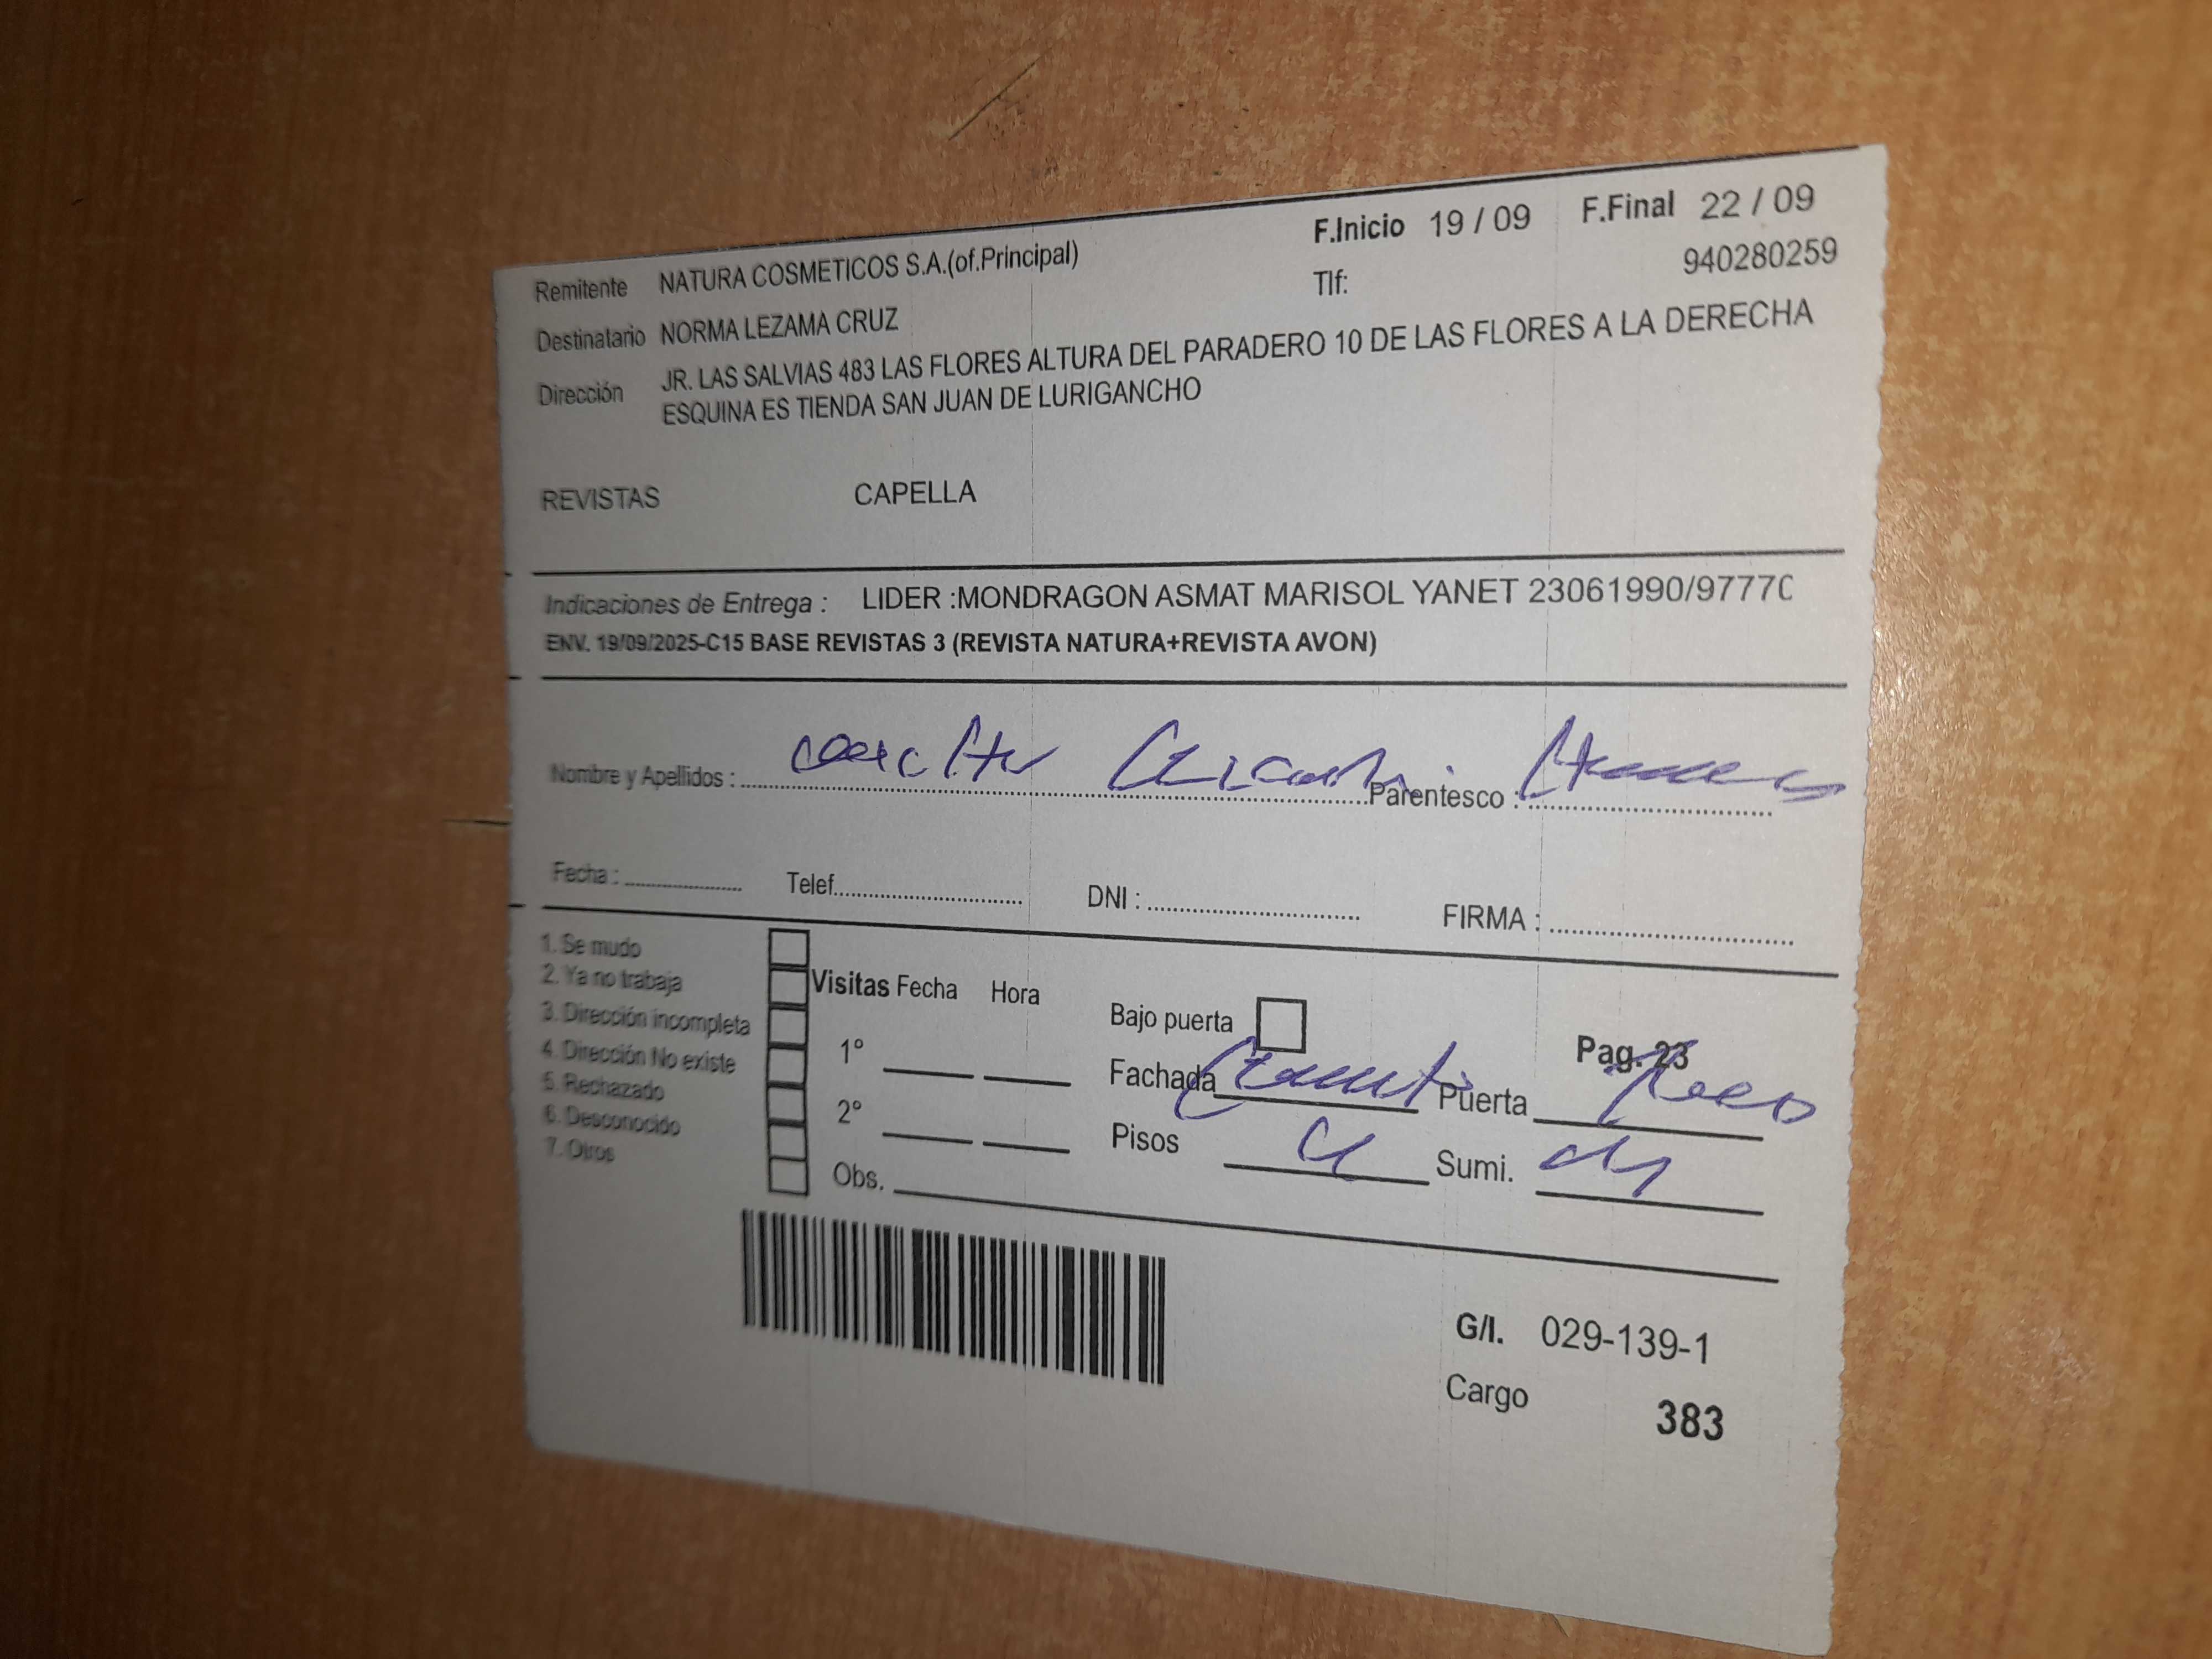 F.Inicio 19 / 09 F.Final 22 / 09
Remitente NATURA COSMETICOS S.A.(of.Principal) Tlf: 940280259
Destinatario NORMA LEZAMA CRUZ
Dirección JR. LAS SALVIAS 483 LAS FLORES ALTURA DEL PARADERO 10 DE LAS FLORES A LA DERECHA
ESQUINA ES TIENDA SAN JUAN DE LURIGANCHO
REVISTAS CAPELLA
Indicaciones de Entrega : LIDER :MONDRAGON ASMAT MARISOL YANET 23061990/9777
ENV. 19/09/2025-C15 BASE REVISTAS 3 (REVISTA NATURA+REVISTA AVON)
Nombre y Apellidos : Parentesco :
Fecha : Telef. DNI : FIRMA :
1. Se mudo
2. Ya no trabaja
3. Dirección incompleta
4. Dirección No existe
5. Rechazado
6. Desconocido
7. Otros
Visitas Fecha Hora
1°
2°
Obs.
Bajo puerta
Pag. 23
Fachada Puerta
Pisos Sumi.
G/I. 029-139-1
Cargo 383